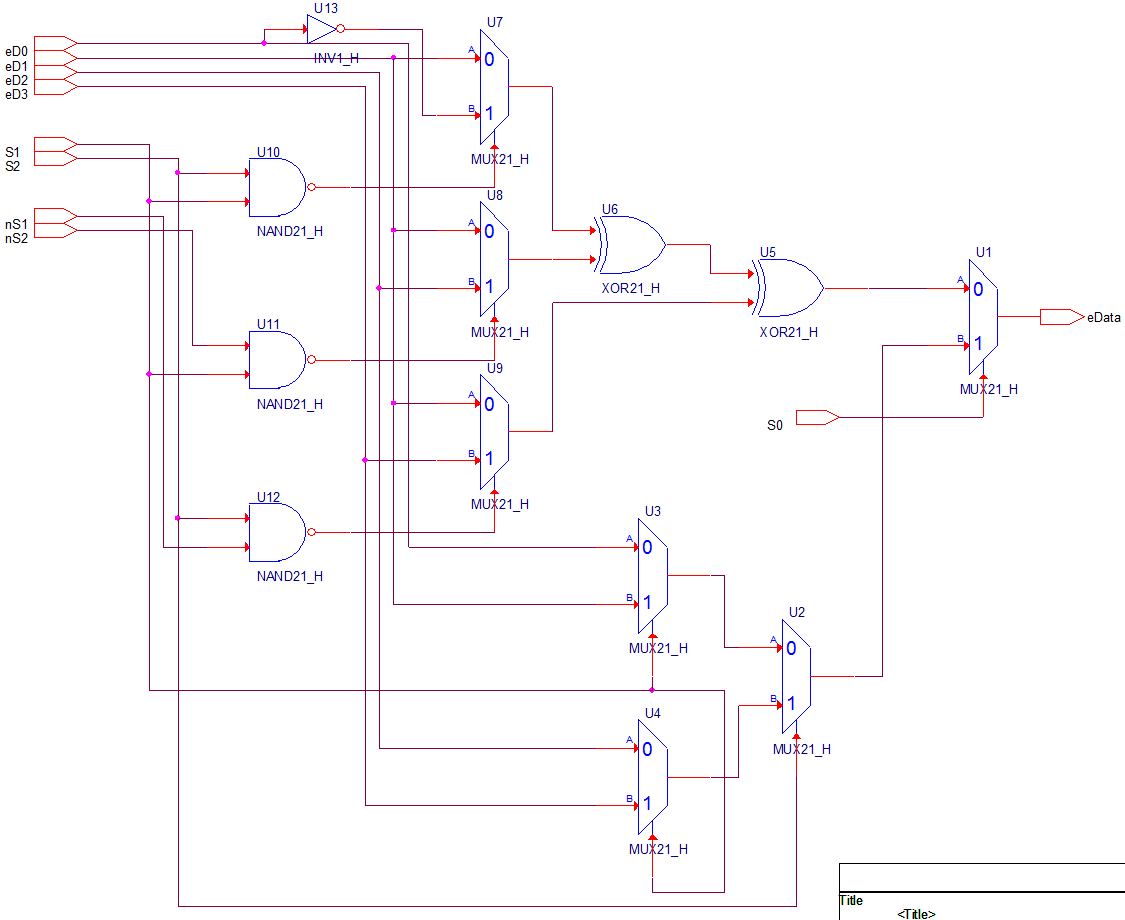 U13
INV1_H
eD0
eD1
eD2
eD3
U7
A
0
B
1
MUX21_H
S1
S2
U10
NAND21_H
nS1
nS2
U8
A
0
B
1
MUX21_H
U6
XOR21_H
U5
XOR21_H
U1
A
0
B
1
MUX21_H
eData
S0
U11
NAND21_H
U9
A
0
B
1
MUX21_H
U12
NAND21_H
U3
A
0
B
1
MUX21_H
U2
A
0
B
1
MUX21_H
U4
A
0
B
1
MUX21_H
Title
<Title>